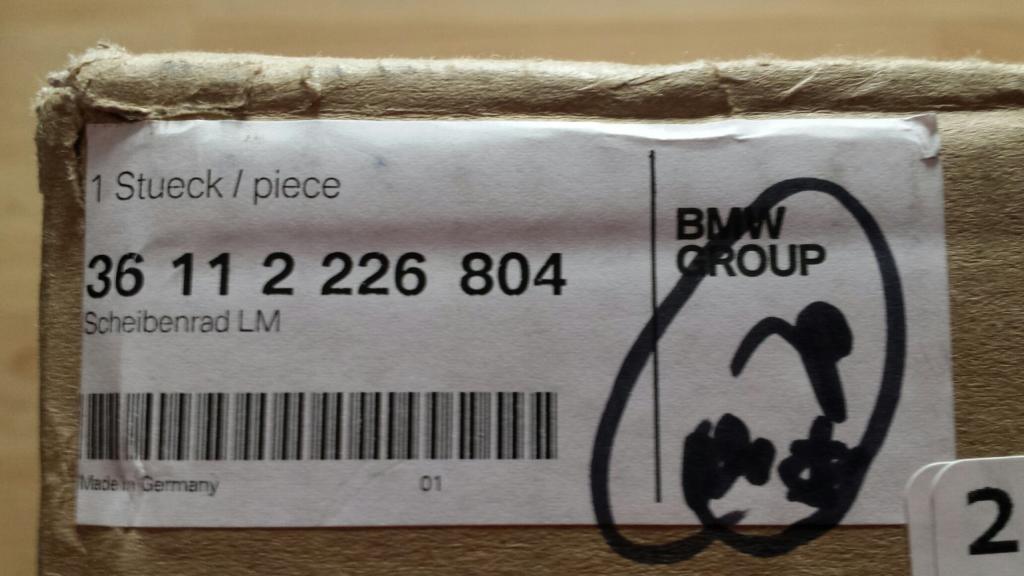 1 Stueck / piece
36 11 2 226 804
Scheibenrad LM
Made in Germany 01
BMW
GROUP
2